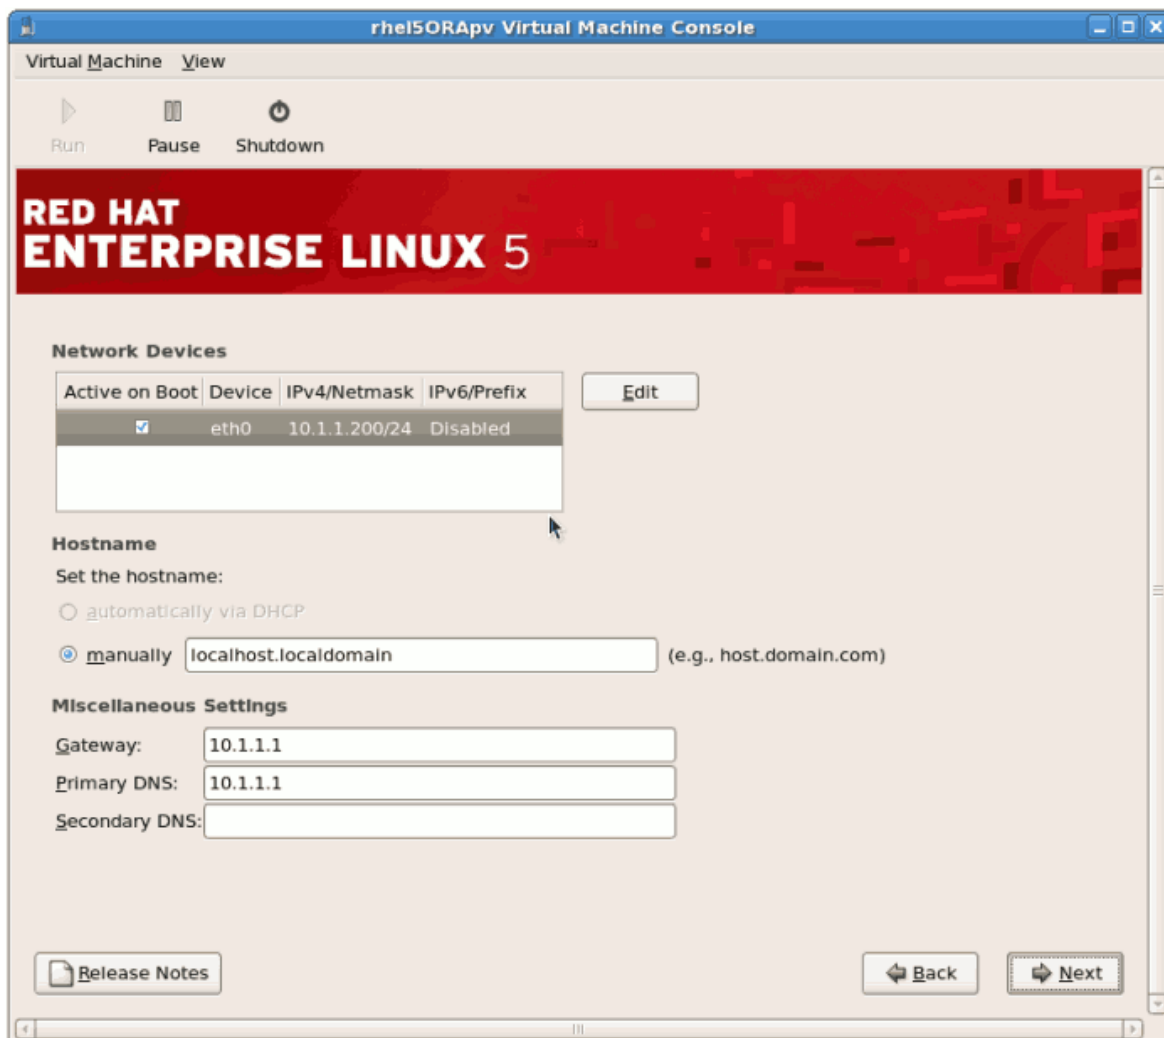 rhel5ORApv Virtual Machine Console
Virtual Machine View
Run Pause Shutdown
RED HAT
ENTERPRISE LINUX 5
Network Devices
Active on Boot Device IPv4/Netmask IPv6/Prefix Edit
eth0 10.1.1.200/24 Disabled
Hostname
Set the hostname:
automatically via DHCP
manually localhost.localdomain (e.g., host.domain.com)
Miscellaneous Settings
Gateway: 10.1.1.1
Primary DNS: 10.1.1.1
Secondary DNS:
Release Notes Back Next